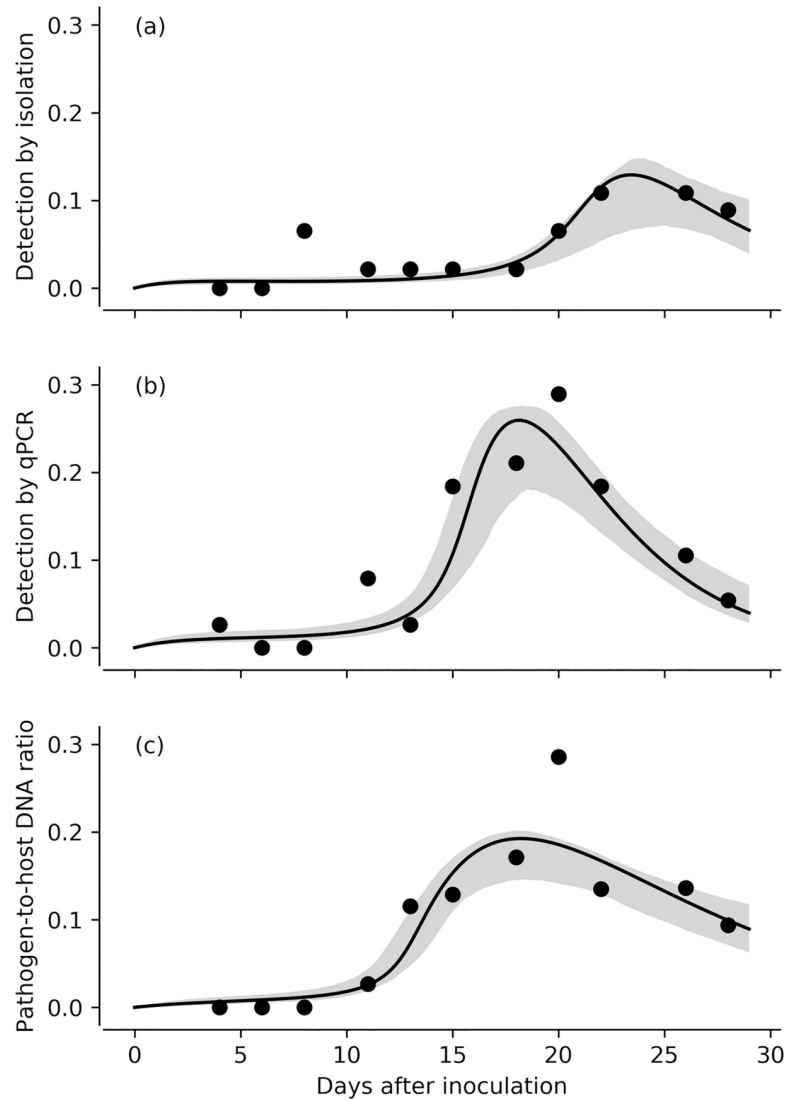 (a)
Detection by isolation
0.3
0.2
0.1
0.0
(b)
Detection by qPCR
0.3
0.2
0.1
0.0
(c)
Pathogen-to-host DNA ratio
0.3
0.2
0.1
0.0
0 5 10 15 20 25 30
Days after inoculation